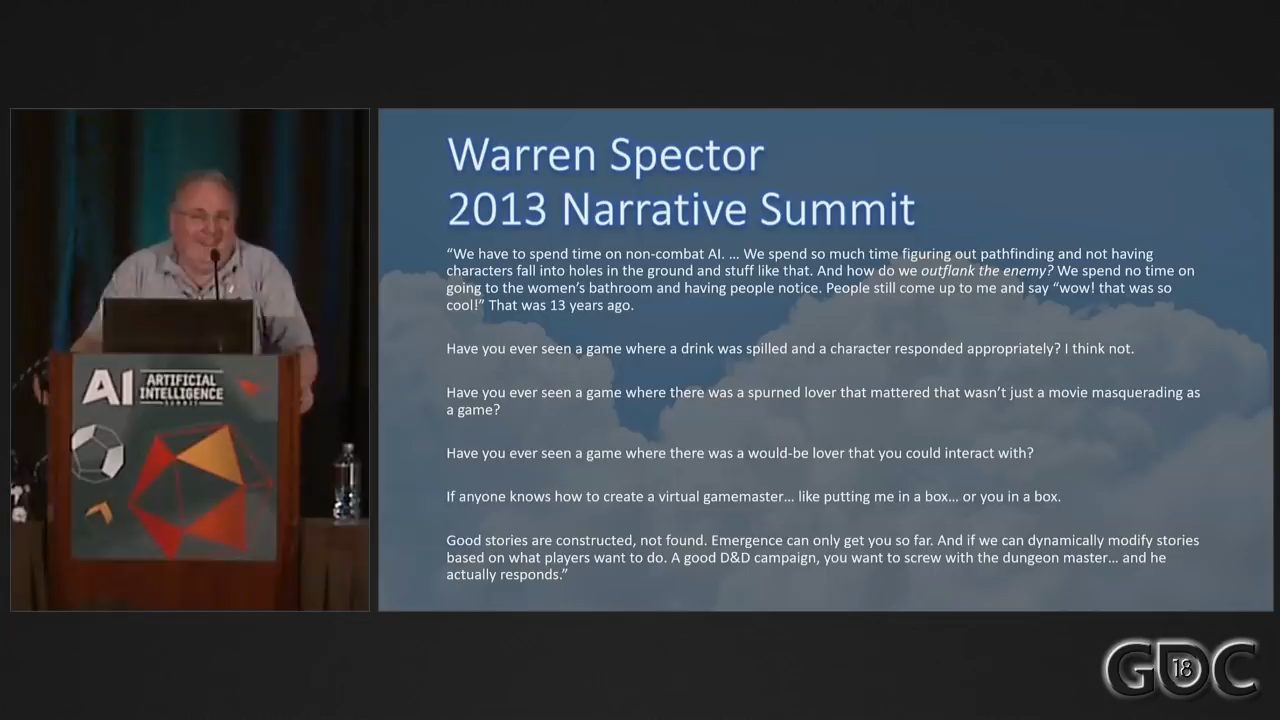 Warren Spector
2013 Narrative Summit
“We have to spend time on non-combat AI. … We spend so much time figuring out pathfinding and not having
characters fall into holes in the ground and stuff like that. And how do we outflank the enemy? We spend no time on
going to the women’s bathroom and having people notice. People still come up to me and say “wow! that was so
cool!” That was 13 years ago.
Have you ever seen a game where a drink was spilled and a character responded appropriately? I think not.
Have you ever seen a game where there was a spurned lover that mattered that wasn’t just a movie masquerading as
a game?
Have you ever seen a game where there was a would-be lover that you could interact with?
If anyone knows how to create a virtual gamemaster… like putting me in a box… or you in a box.
Good stories are constructed, not found. Emergence can only get you so far. And if we can dynamically modify stories
based on what players want to do. A good D&D campaign, you want to screw with the dungeon master… and he
actually responds.”
AI ARTIFICIAL
INTELLIGENCE
SUMMIT
GDC
18